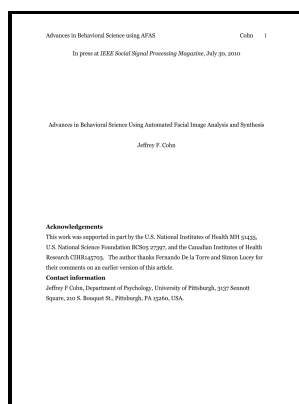 Advances in Behavioral Science using AFAS Cohn 1
In press at IEEE Social Signal Processing Magazine, July 30, 2010
Advances in Behavioral Science Using Automated Facial Image Analysis and Synthesis
Jeffrey F. Cohn
Acknowledgements
This work was supported in part by the U.S. National Institutes of Health MH 51435,
U.S. National Science Foundation BCS05 27397, and the Canadian Institutes of Health
Research CIHR145703. The author thanks Fernando De la Torre and Simon Lucey for
their comments on an earlier version of this article.
Contact information
Jeffrey F Cohn, Department of Psychology, University of Pittsburgh, 3137 Sennott
Square, 210 S. Bouquet St., Pittsburgh, PA 15260, USA.